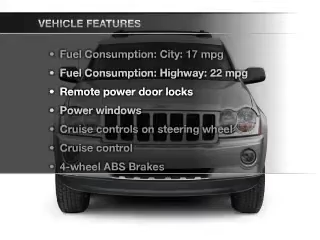 VEHICLE FEATURES
• Fuel Consumption: City: 17 mpg
• Fuel Consumption: Highway: 22 mpg
• Remote power door locks
• Power windows
• Cruise controls on steering wheel
• Cruise control
• 4-wheel ABS Brakes